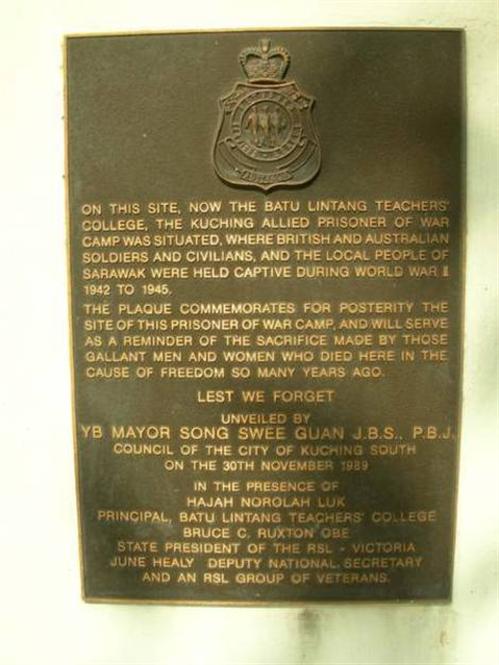 ON THIS SITE, NOW THE BATU LINTANG TEACHERS'
COLLEGE, THE KUCHING ALLIED PRISONER OF WAR
CAMP WAS SITUATED, WHERE BRITISH AND AUSTRALIAN
SOLDIERS AND CIVILIANS, AND THE LOCAL PEOPLE OF
SARAWAK WERE HELD CAPTIVE DURING WORLD WAR II
1942 TO 1945.
THE PLAQUE COMMEMORATES FOR POSTERITY THE
SITE OF THIS PRISONER OF WAR CAMP, AND WILL SERVE
AS A REMINDER OF THE SACRIFICE MADE BY THOSE
GALLANT MEN AND WOMEN WHO DIED HERE IN THE
CAUSE OF FREEDOM SO MANY YEARS AGO.
LEST WE FORGET
UNVEILED BY
YB MAYOR SONG SWEE GUAN J.B.S., P.B.J.
COUNCIL OF THE CITY OF KUCHING SOUTH
ON THE 30TH NOVEMBER 1989
IN THE PRESENCE OF
HAJAH NOROLAH LUK
PRINCIPAL, BATU LINTANG TEACHERS' COLLEGE
BRUCE C. RUXTON OBE
STATE PRESIDENT OF THE RSL - VICTORIA
JUNE HEALY DEPUTY NATIONAL SECRETARY
AND AN RSL GROUP OF VETERANS.